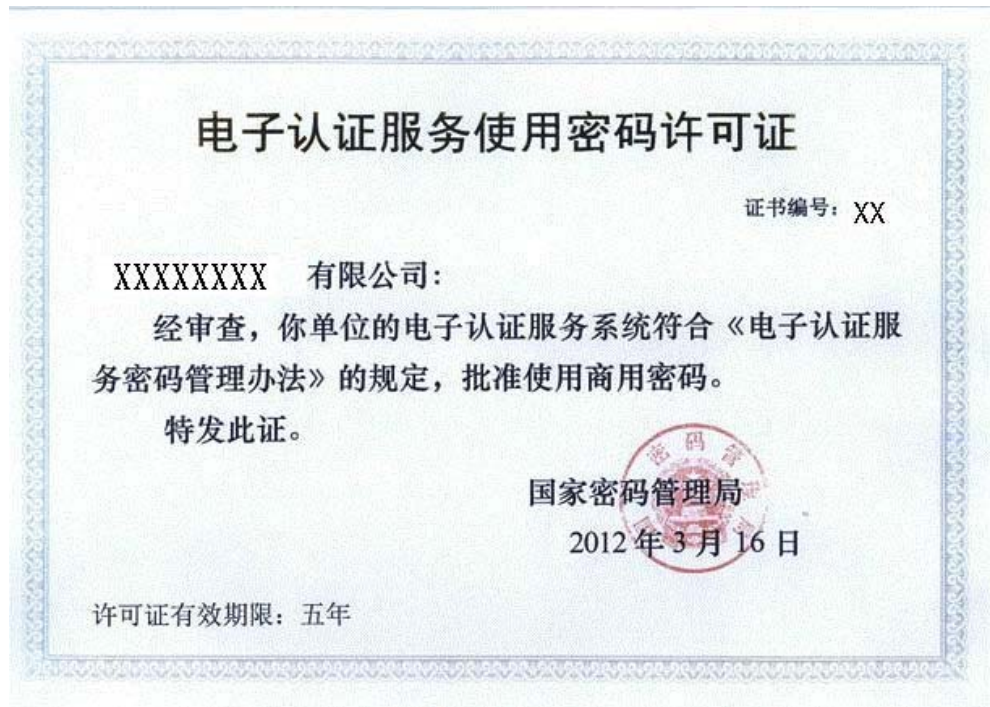 电子认证服务使用密码许可证
证书编号：XX
XXXXXXXX 有限公司：
经审查，你单位的电子认证服务系统符合《电子认证服
务密码管理办法》的规定，批准使用商用密码。
特发此证。
国家密码管理局
2012 年 3 月 16 日
许可证有效期限：五年